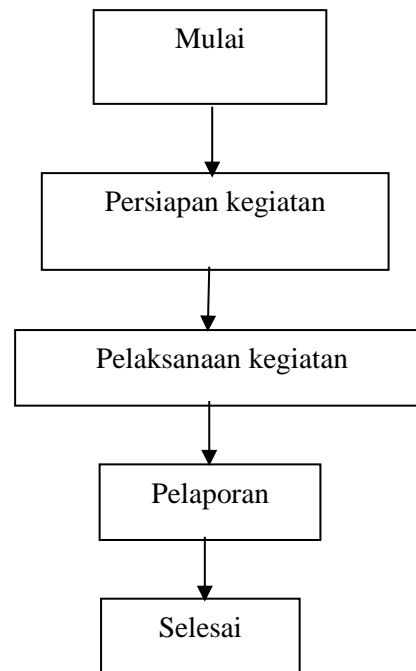 Mulai
Persiapan kegiatan
Pelaksanaan kegiatan
Pelaporan
Selesai